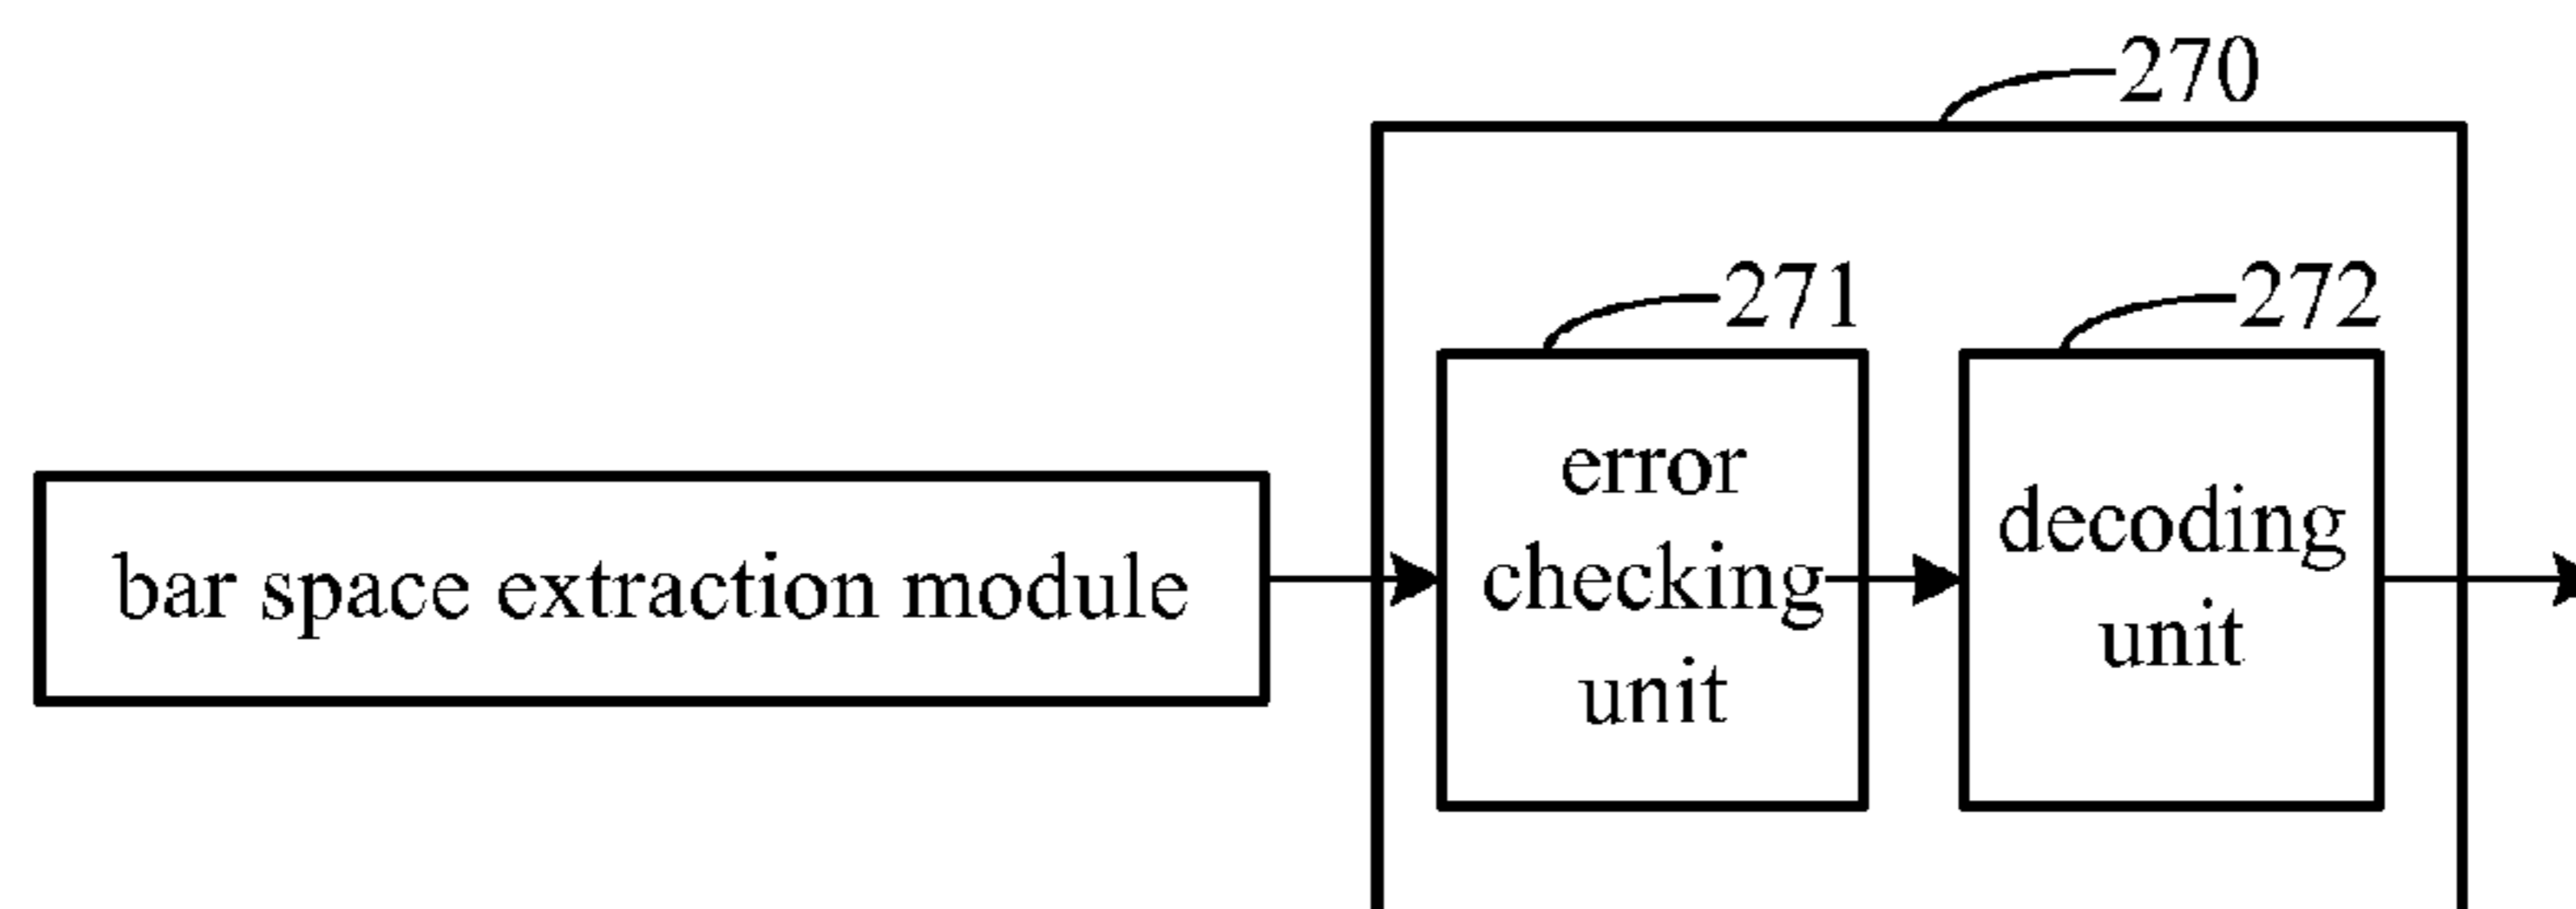 270
271
272
bar space extraction module
error
checking
unit
decoding
unit